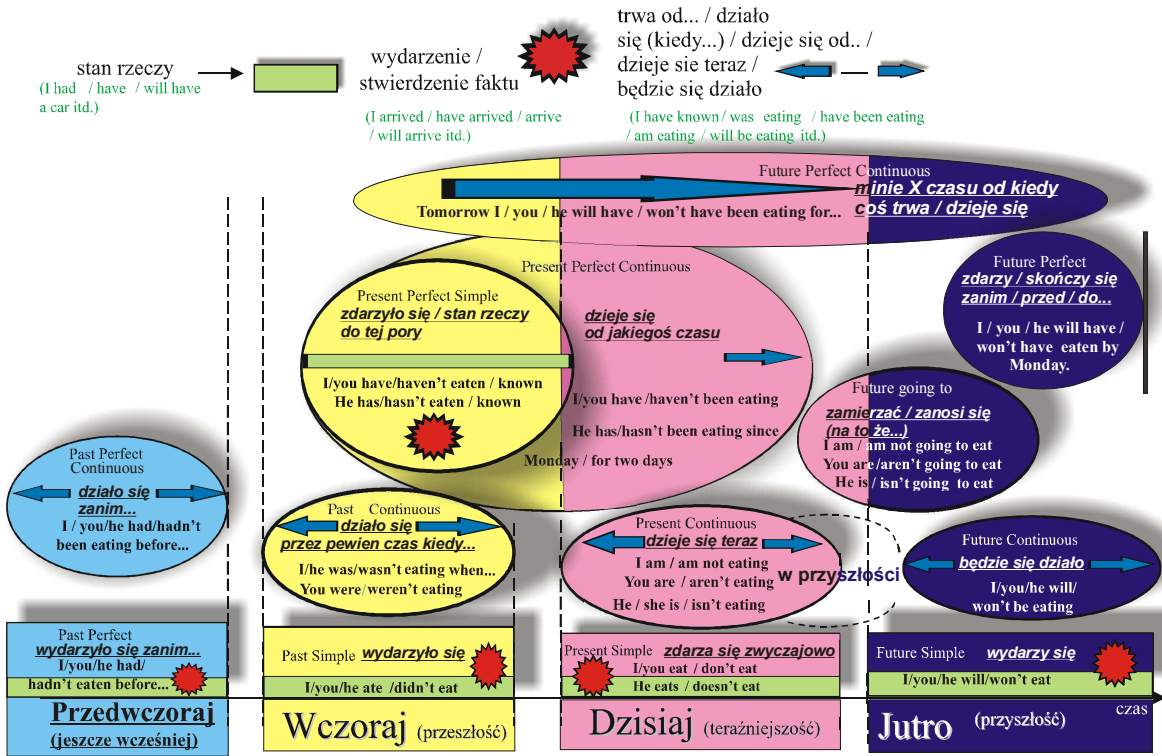 stan rzeczy
(I had / have / will have
a car itd.)
wydarzenie /
stwierdzenie faktu
(I arrived / have arrived / arrive
/ will arrive itd.)
trwa od... / działo
się (kiedy...) / dzieje się od.. /
dzieje sie teraz /
będzie się działo
(I have known / was eating / have been eating
/ am eating / will be eating itd.)
Future Perfect Continuous
minie X czasu od kiedy
coś trwa / dzieje się
Tomorrow I / you / he will have / won't have been eating for...
Present Perfect Continuous
dzieje się
od jakiegoś czasu
I/you have /haven't been eating
He has/hasn't been eating since
Monday / for two days
Present Perfect Simple
zdarzyło się / stan rzeczy
do tej pory
I/you have/haven't eaten / known
He has/hasn't eaten / known
Future Perfect
zdarzy / skończy się
zanim / przed / do...
I / you / he will have /
won't have eaten by
Monday.
Future going to
zamierzać / zanosi się
(na to że...)
I am / am not going to eat
You are/aren't going to eat
He is / isn't going to eat
Past Perfect
Continuous
działo się
zanim...
I / you/he had/hadn't
been eating before...
Past Continuous
działo się
przez pewien czas kiedy...
I/he was/wasn't eating when...
You were/weren't eating
Present Continuous
dzieje się teraz
I am / am not eating
You are / aren't eating
He / she is / isn't eating
w przyszłości
Future Continuous
będzie się działo
I/you/he will/
won't be eating
Past Perfect
wydarzyło się zanim...
I/you/he had/
hadn't eaten before...
Past Simple wydarzyło się
I/you/he ate /didn't eat
Present Simple zdarza się zwyczajowo
I/you eat / don't eat
He eats / doesn't eat
Future Simple wydarzy się
I/you/he will/won't eat
czas
Przedwczoraj
(jeszcze wcześniej)
Wczoraj (przeszłość)
Dzisiaj (teraźniejszość)
Jutro (przyszłość)